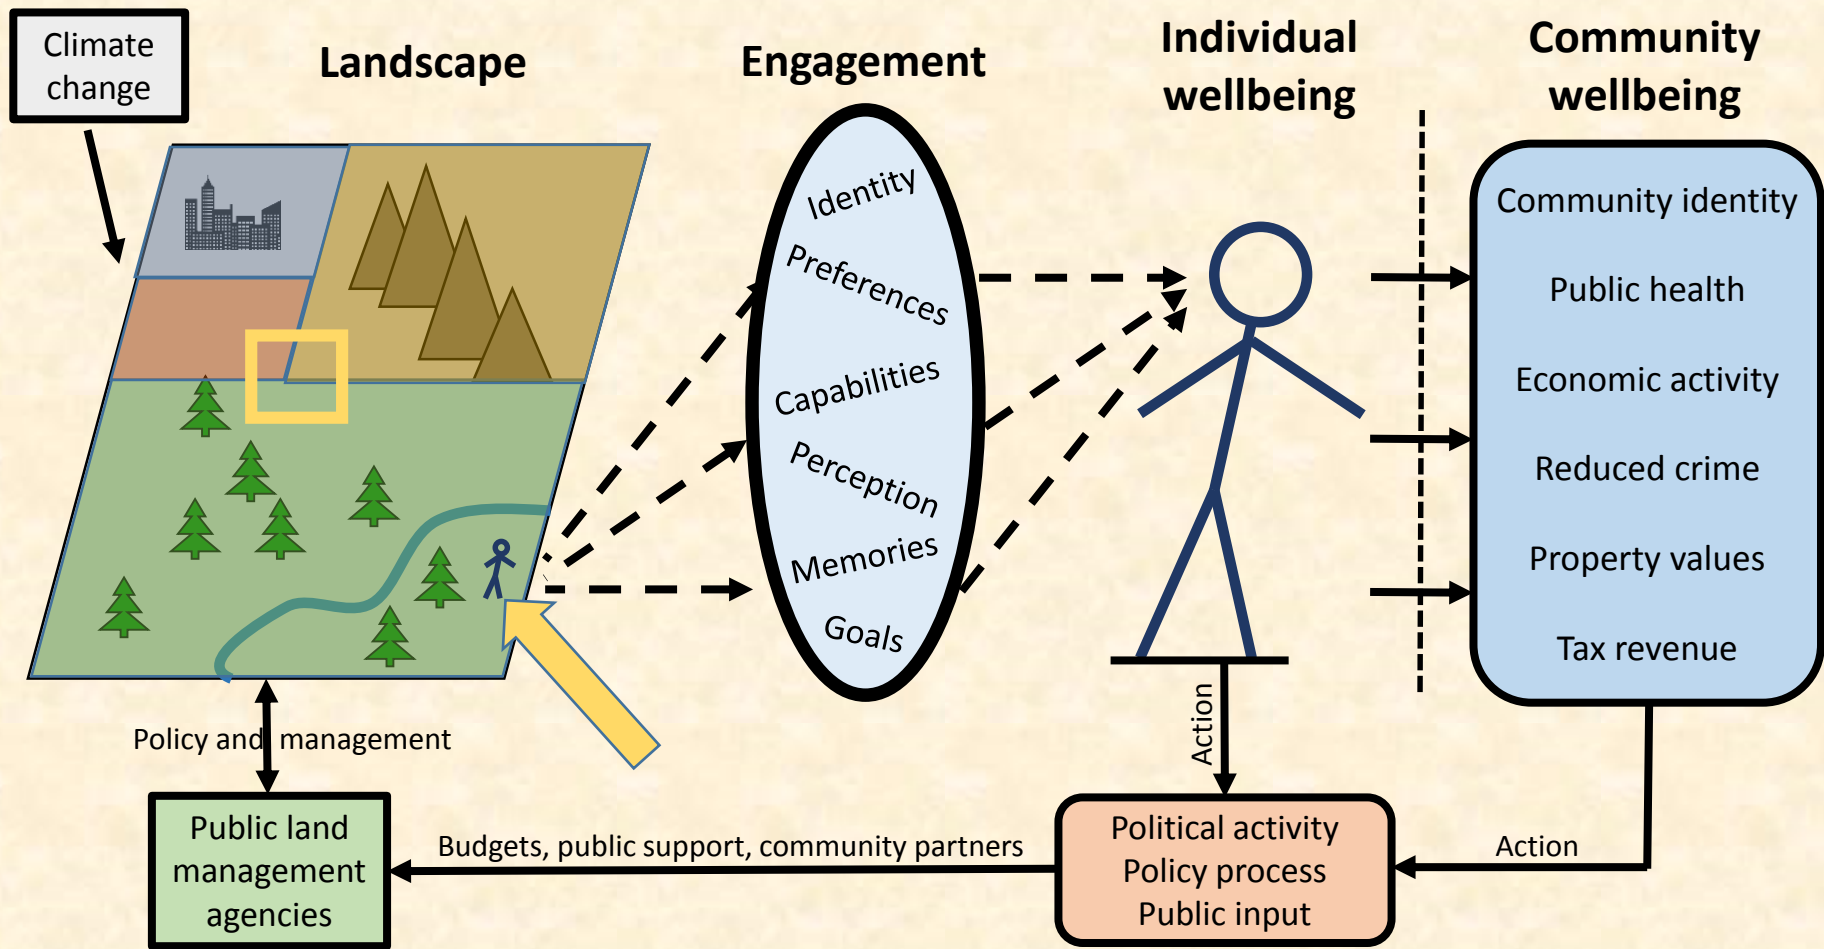 Climate
change
Landscape
Engagement
Individual
wellbeing
Community
wellbeing
Identity
Preferences
Capabilities
Perception
Memories
Goals
Community identity
Public health
Economic activity
Reduced crime
Property values
Tax revenue
Policy and management
Action
Public land
management
agencies
Budgets, public support, community partners
Political activity
Policy process
Public input
Action